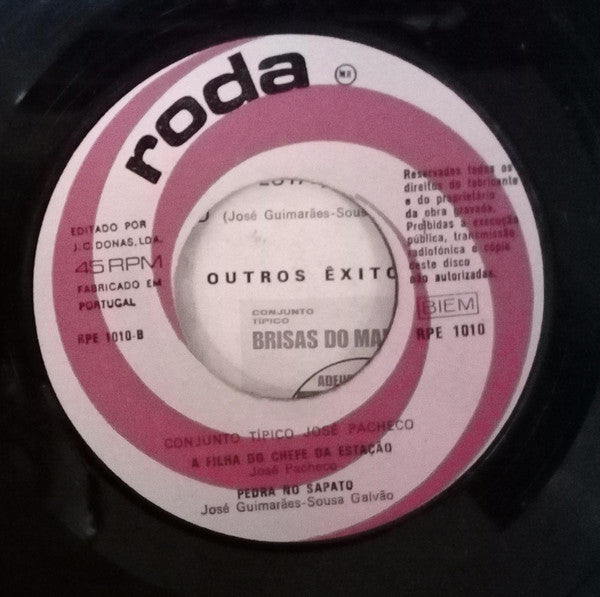 roda
MR
Reservados todos os
direitos do fabricante
e do proprietário
da obra gravada.
Proibidas a execução
pública, transmissão
radiofónica e cópia
deste disco
não autorizadas.
EDITADO POR
J. C. DONAS, LDA.
45 RPM
FABRICADO EM
PORTUGAL
RPE 1010-B
BIEM
RPE 1010
(José Guimarães-Sous
OUTROS ÊXITO
CONJUNTO
TÍPICO
BRISAS DO MA
ADEU
CONJUNTO TÍPICO JOSÉ PACHECO
A FILHA DO CHEFE DA ESTAÇÃO
José Pacheco
PEDRA NO SAPATO
José Guimarães-Sousa Galvão